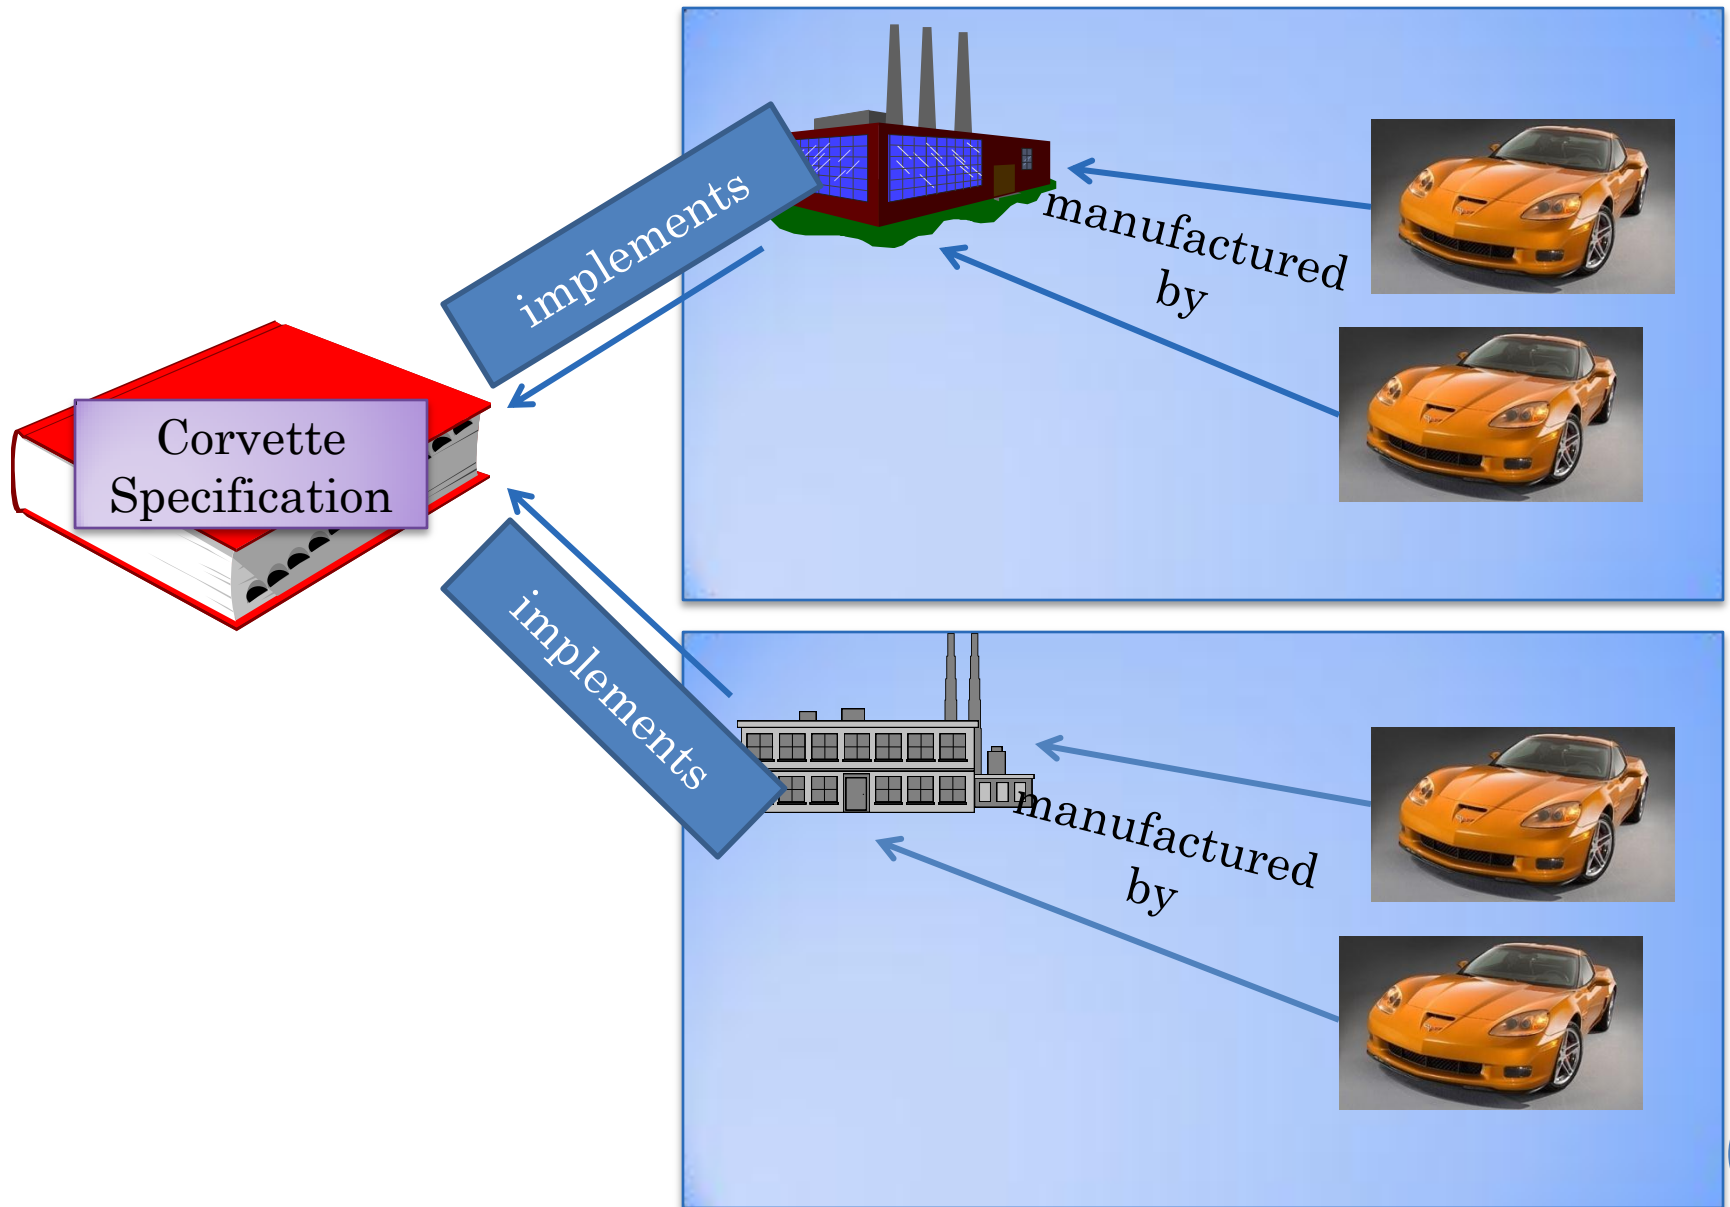 implements
manufactured
by
Corvette
Specification
implements
manufactured
by